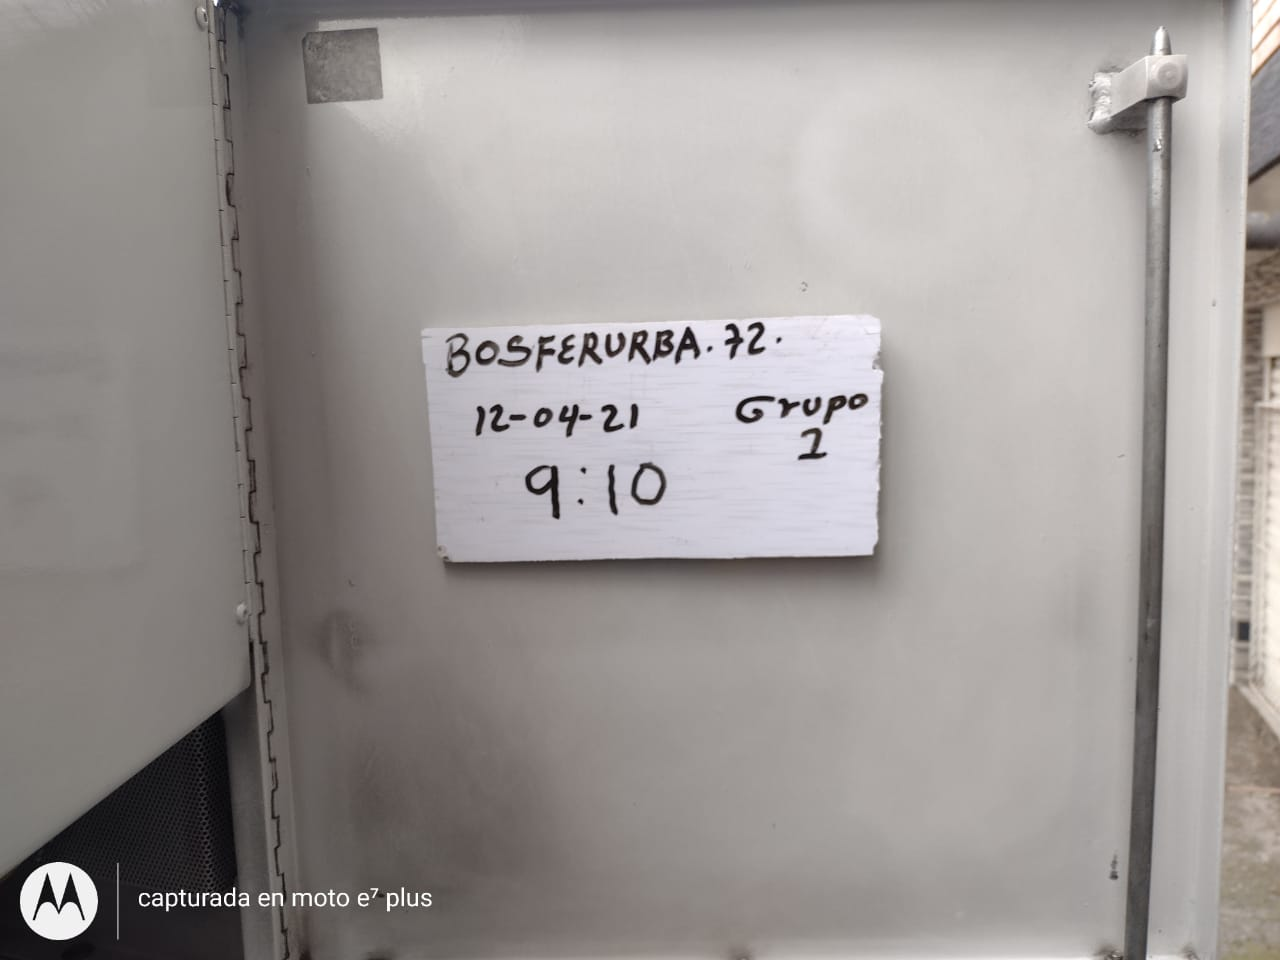 BOSFERURBA.72.
12-04-21 Grupo
1
9:10
capturada en moto e⁷ plus